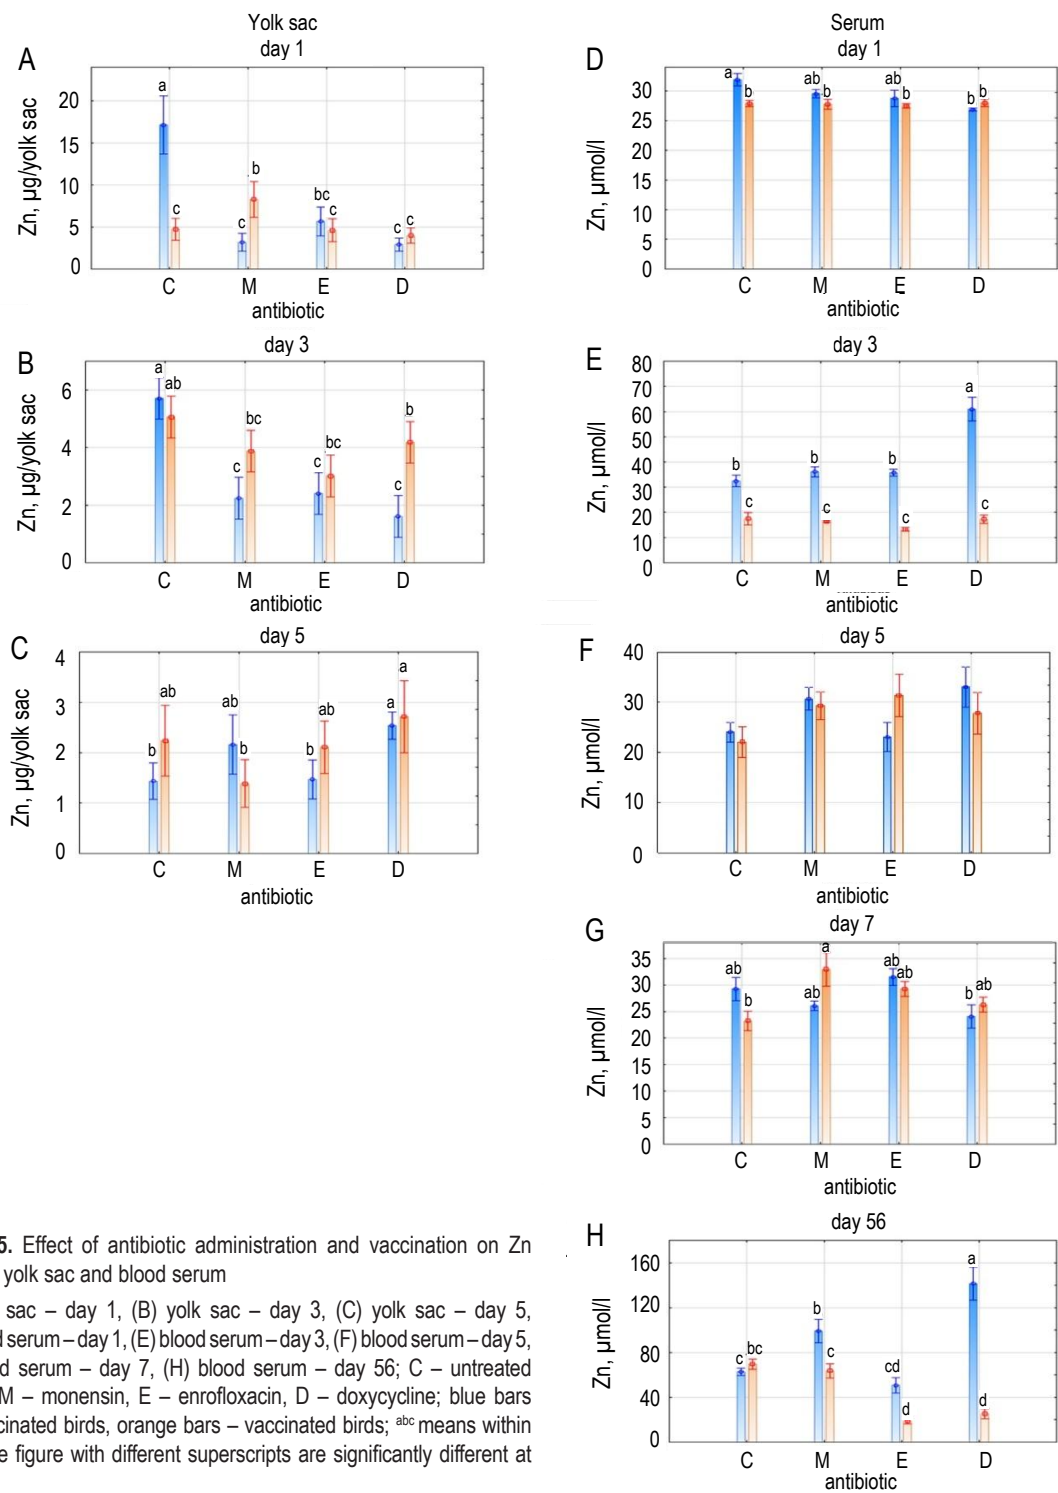 Yolk sac
day 1
A
Zn, µg/yolk sac
20
15
10
5
0
a
c
c
b
bc
c
c
c
C M E D
antibiotic
day 3
B
Zn, µg/yolk sac
6
4
2
0
a
ab
c
bc
c
bc
c
b
C M E D
antibiotic
day 5
C
Zn, µg/yolk sac
4
3
2
1
0
b
ab
ab
b
b
ab
a
a
C M E D
antibiotic
Serum
day 1
D
Zn, µmol/l
30
25
20
15
10
5
0
a
b
ab
b
ab
b
b
b
C M E D
antibiotic
day 3
E
Zn, µmol/l
80
70
60
50
40
30
20
10
0
b
c
b
c
b
c
a
c
C M E D
antibiotic
day 5
F
Zn, µmol/l
40
30
20
10
0
C M E D
antibiotic
day 7
G
Zn, µmol/l
35
30
25
20
15
10
5
0
ab
b
ab
a
ab
ab
b
ab
C M E D
antibiotic
day 56
H
Zn, µmol/l
160
120
80
40
0
c
bc
b
c
cd
d
a
d
C M E D
antibiotic
5. Effect of antibiotic administration and vaccination on Zn
yolk sac and blood serum
sac – day 1, (B) yolk sac – day 3, (C) yolk sac – day 5,
d serum – day 1, (E) blood serum – day 3, (F) blood serum – day 5,
d serum – day 7, (H) blood serum – day 56; C – untreated
M – monensin, E – enrofloxacin, D – doxycycline; blue bars
cinated birds, orange bars – vaccinated birds; abc means within
e figure with different superscripts are significantly different at